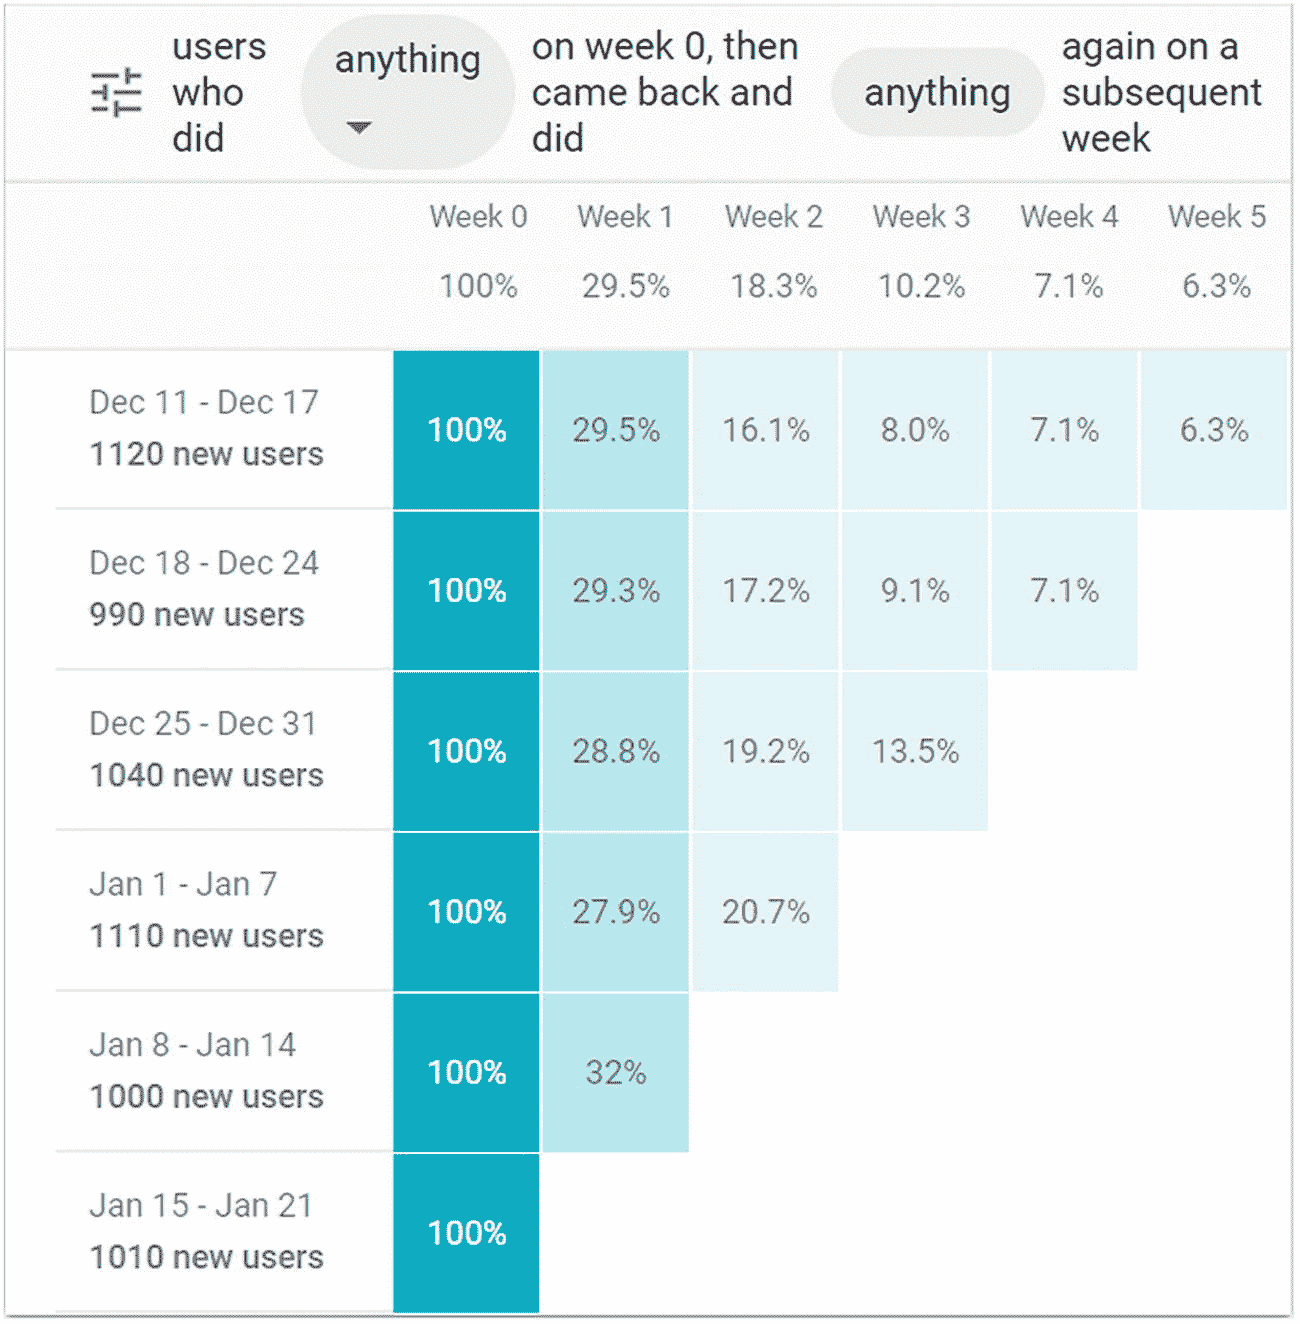 users who did anything on week 0, then came back and did anything again on a subsequent week
Week 0 Week 1 Week 2 Week 3 Week 4 Week 5
100% 29.5% 18.3% 10.2% 7.1% 6.3%
Dec 11 - Dec 17
1120 new users
100% 29.5% 16.1% 8.0% 7.1% 6.3%
Dec 18 - Dec 24
990 new users
100% 29.3% 17.2% 9.1% 7.1%
Dec 25 - Dec 31
1040 new users
100% 28.8% 19.2% 13.5%
Jan 1 - Jan 7
1110 new users
100% 27.9% 20.7%
Jan 8 - Jan 14
1000 new users
100% 32%
Jan 15 - Jan 21
1010 new users
100%